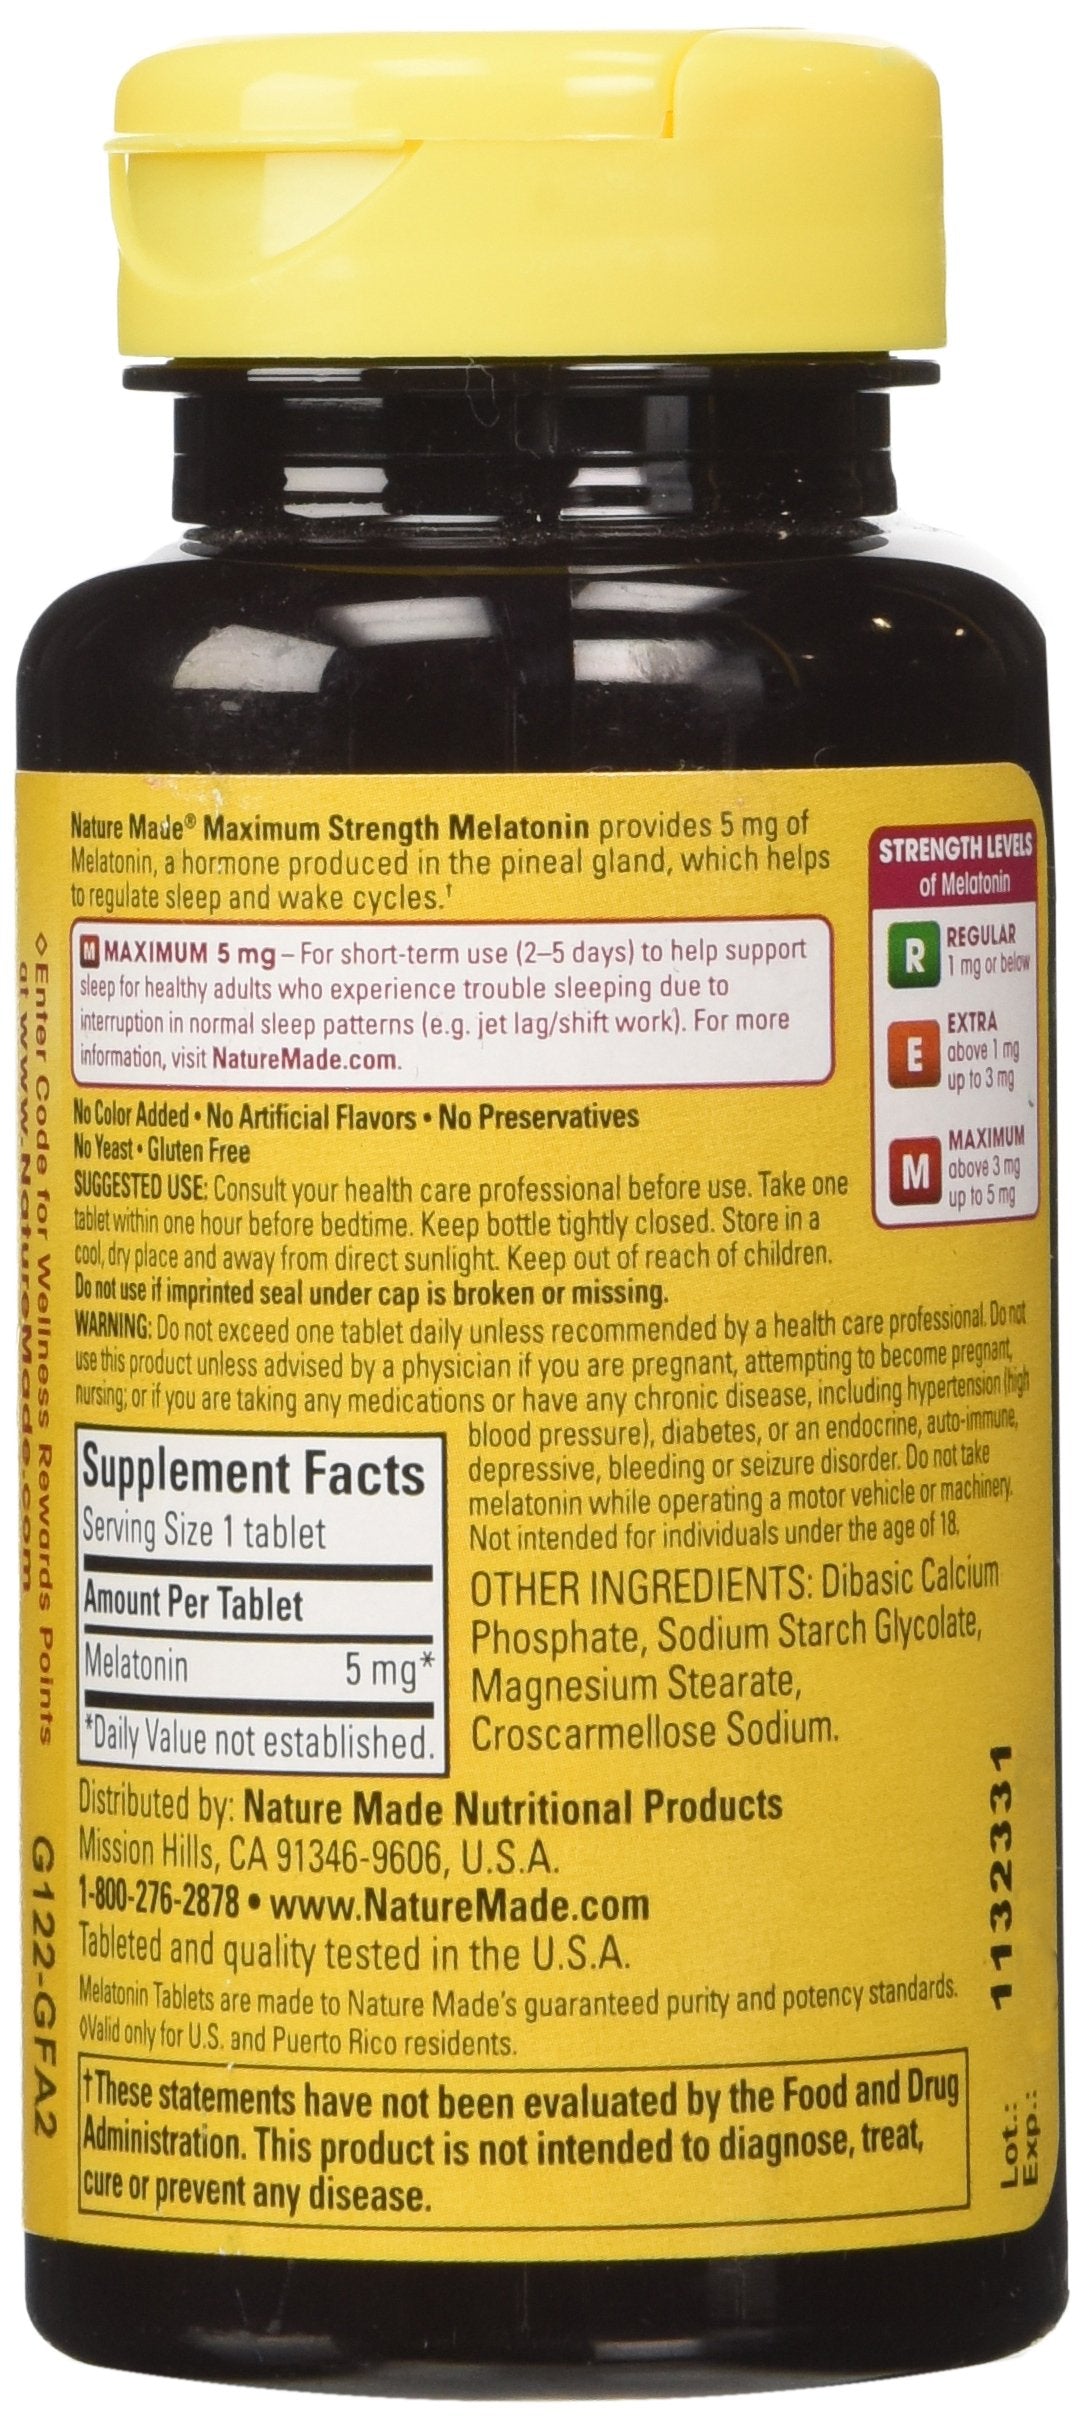 Nature Made® Maximum Strength Melatonin provides 5 mg of
Melatonin, a hormone produced in the pineal gland, which helps
to regulate sleep and wake cycles.†
M MAXIMUM 5 mg – For short-term use (2–5 days) to help support
sleep for healthy adults who experience trouble sleeping due to
interruption in normal sleep patterns (e.g. jet lag/shift work). For more
information, visit NatureMade.com.
STRENGTH LEVELS
of Melatonin
R REGULAR
1 mg or below
E EXTRA
above 1 mg
up to 3 mg
M MAXIMUM
above 3 mg
up to 5 mg
No Color Added • No Artificial Flavors • No Preservatives
No Yeast • Gluten Free
SUGGESTED USE: Consult your health care professional before use. Take one
tablet within one hour before bedtime. Keep bottle tightly closed. Store in a
cool, dry place and away from direct sunlight. Keep out of reach of children.
Do not use if imprinted seal under cap is broken or missing.
WARNING: Do not exceed one tablet daily unless recommended by a health care professional. Do not
use this product unless advised by a physician if you are pregnant, attempting to become pregnant,
nursing, or if you are taking any medications or have any chronic disease, including hypertension (high
blood pressure), diabetes, or an endocrine, auto-immune,
depressive, bleeding or seizure disorder. Do not take
melatonin while operating a motor vehicle or machinery.
Not intended for individuals under the age of 18.
Supplement Facts
Serving Size 1 tablet
Amount Per Tablet
Melatonin 5 mg*
*Daily Value not established.
OTHER INGREDIENTS: Dibasic Calcium
Phosphate, Sodium Starch Glycolate,
Magnesium Stearate,
Croscarmellose Sodium.
Distributed by: Nature Made Nutritional Products
Mission Hills, CA 91346-9606, U.S.A.
1-800-276-2878 • www.NatureMade.com
Tableted and quality tested in the U.S.A.
Melatonin Tablets are made to Nature Made's guaranteed purity and potency standards.
◊Valid only for U.S. and Puerto Rico residents.
†These statements have not been evaluated by the Food and Drug
Administration. This product is not intended to diagnose, treat,
cure or prevent any disease.
◊Enter Code for Wellness Rewards Points
at www.NatureMade.com
G122-GFA2
1132331
Lot.:
Exp.: